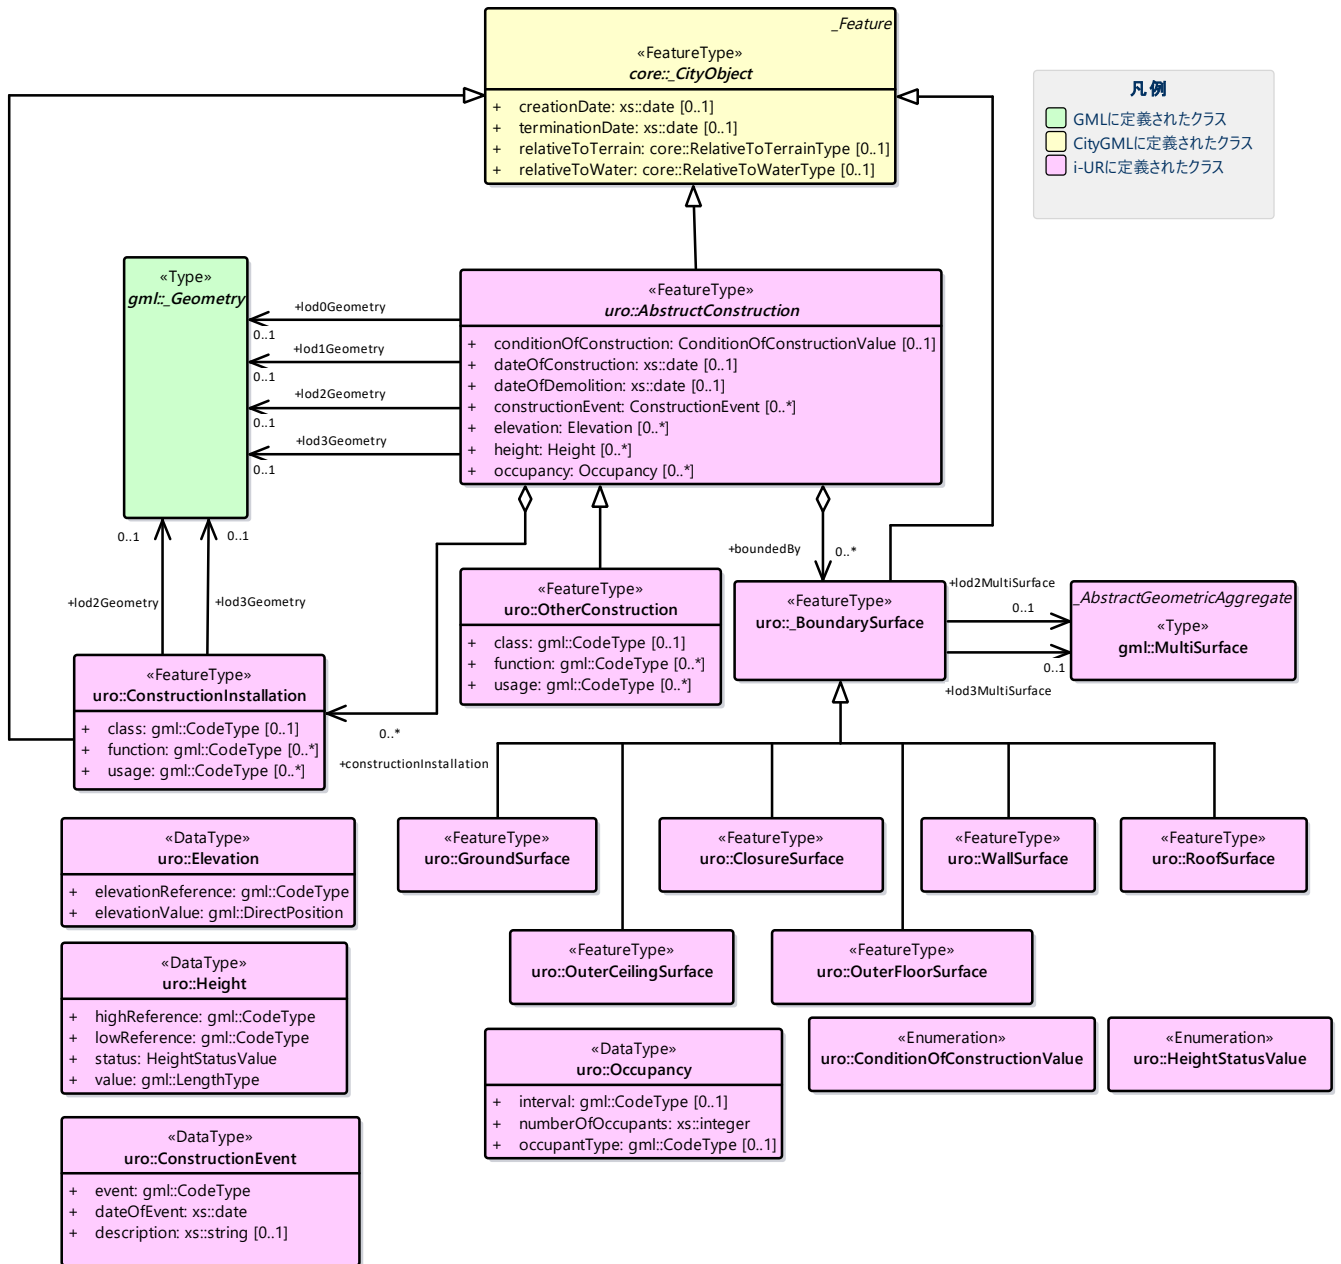 _Feature
«FeatureType»
core::_CityObject
+ creationDate: xs::date [0..1]
+ terminationDate: xs::date [0..1]
+ relativeToTerrain: core::RelativeToTerrainType [0..1]
+ relativeToWater: core::RelativeToWaterType [0..1]
凡例
GMLに定義されたクラス
CityGMLに定義されたクラス
i-URに定義されたクラス
«Type»
gml::_Geometry
+lod0Geometry
0..1
+lod1Geometry
0..1
+lod2Geometry
0..1
+lod3Geometry
0..1
«FeatureType»
uro::AbstructConstruction
+ conditionOfConstruction: ConditionOfConstructionValue [0..1]
+ dateOfConstruction: xs::date [0..1]
+ dateOfDemolition: xs::date [0..1]
+ constructionEvent: ConstructionEvent [0..*]
+ elevation: Elevation [0..*]
+ height: Height [0..*]
+ occupancy: Occupancy [0..*]
0..1
0..1
+lod2Geometry
+lod3Geometry
+boundedBy
0..*
«FeatureType»
uro::OtherConstruction
+ class: gml::CodeType [0..1]
+ function: gml::CodeType [0..*]
+ usage: gml::CodeType [0..*]
«FeatureType»
uro::_BoundarySurface
+lod2MultiSurface
0..1
0..1
+lod3MultiSurface
_AbstractGeometricAggregate
«Type»
gml::MultiSurface
«FeatureType»
uro::ConstructionInstallation
+ class: gml::CodeType [0..1]
+ function: gml::CodeType [0..*]
+ usage: gml::CodeType [0..*]
0..*
+constructionInstallation
«FeatureType»
uro::GroundSurface
«FeatureType»
uro::ClosureSurface
«FeatureType»
uro::WallSurface
«FeatureType»
uro::RoofSurface
«DataType»
uro::Elevation
+ elevationReference: gml::CodeType
+ elevationValue: gml::DirectPosition
«FeatureType»
uro::OuterCeilingSurface
«FeatureType»
uro::OuterFloorSurface
«DataType»
uro::Height
+ highReference: gml::CodeType
+ lowReference: gml::CodeType
+ status: HeightStatusValue
+ value: gml::LengthType
«DataType»
uro::Occupancy
+ interval: gml::CodeType [0..1]
+ numberOfOccupants: xs::integer
+ occupantType: gml::CodeType [0..1]
«Enumeration»
uro::ConditionOfConstructionValue
«Enumeration»
uro::HeightStatusValue
«DataType»
uro::ConstructionEvent
+ event: gml::CodeType
+ dateOfEvent: xs::date
+ description: xs::string [0..1]